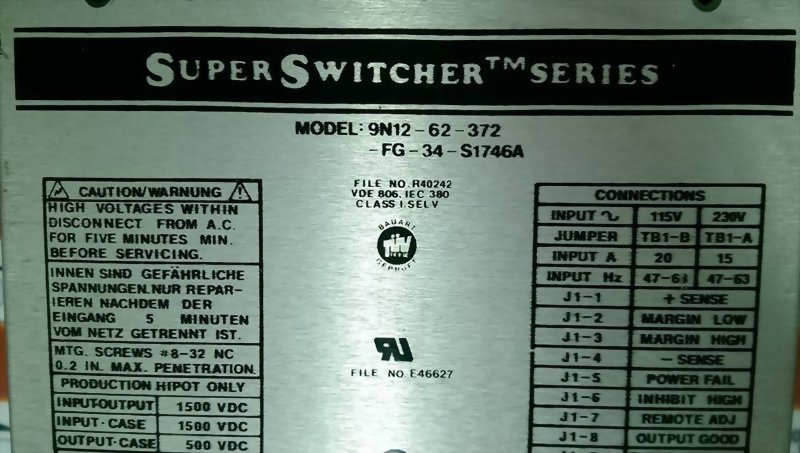 SUPERSWITCHER™ SERIES
MODEL: 9N12-62-372
-FG-34-S1746A
CAUTION/WARNUNG
HIGH VOLTAGES WITHIN
DISCONNECT FROM A.C.
FOR FIVE MINUTES MIN.
BEFORE SERVICING.
INNEN SIND GEFÄHRLICHE
SPANNUNGEN.NUR REPAR-
IEREN NACHDEM DER
EINGANG 5 MINUTEN
VOM NETZ GETRENNT IST.
MTG. SCREWS #8-32 NC
0.2 IN. MAX. PENETRATION.
PRODUCTION HIPOT ONLY
INPUT-OUTPUT 1500 VDC
INPUT-CASE 1500 VDC
OUTPUT-CASE 500 VDC
FILE NO. R40242
VDE 806, IEC 380
CLASS I. SELV
BAUART
TÜV
GEPRÜFT
RU
FILE NO. E46627
CONNECTIONS
INPUT ∿ 115V 230V
JUMPER TB1-B TB1-A
INPUT A 20 15
INPUT Hz 47-63 47-63
J1-1 + SENSE
J1-2 MARGIN LOW
J1-3 MARGIN HIGH
J1-4 - SENSE
J1-5 POWER FAIL
J1-6 INHIBIT HIGH
J1-7 REMOTE ADJ
J1-8 OUTPUT GOOD